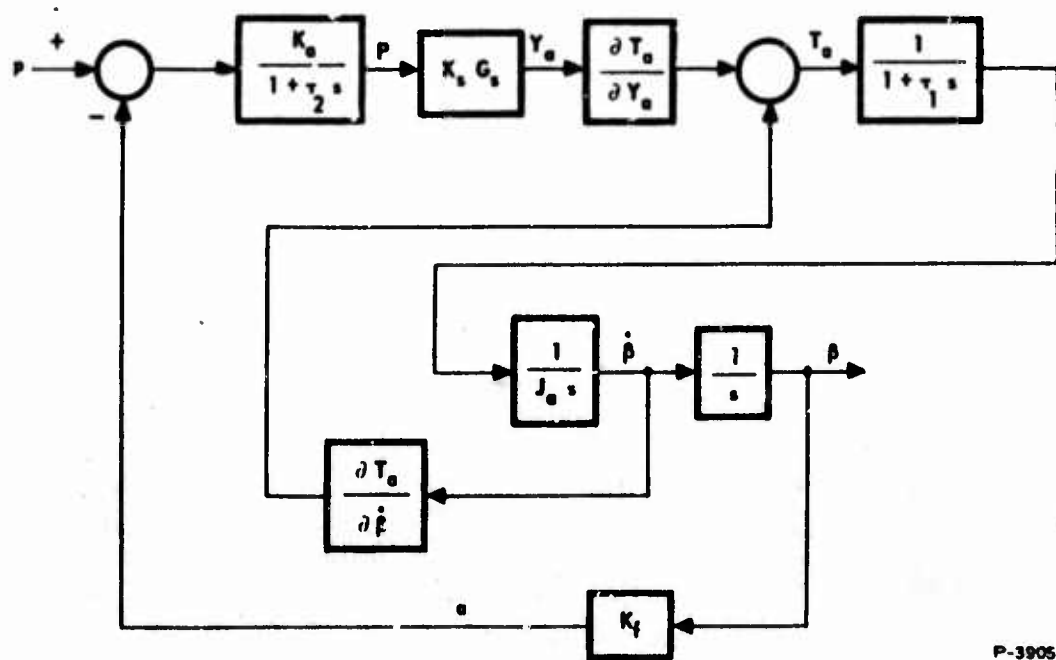 +
P
−
K_a
1 + τ_2 s
P
K_s G_s
Y_a
∂ T_a
∂ Y_a
T_a
1
1 + τ_1 s
1
J_a s
β̇
1
s
β
∂ T_a
∂ β̇
a
K_f
P-3905